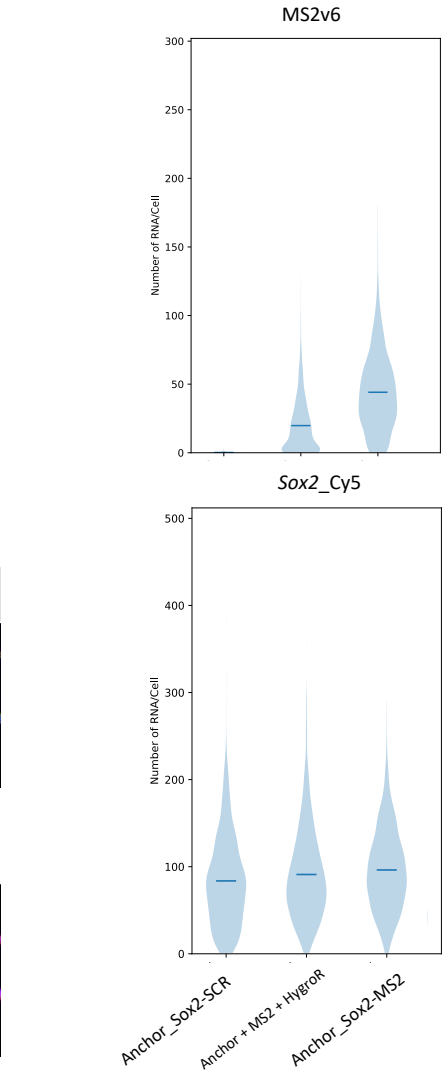 MS2v6
300
250
200
150
100
50
0
Number of RNA/Cell
Sox2_Cy5
500
400
300
200
100
0
Number of RNA/Cell
Anchor_Sox2-SCR
Anchor + MS2 + HygroR
Anchor_Sox2-MS2